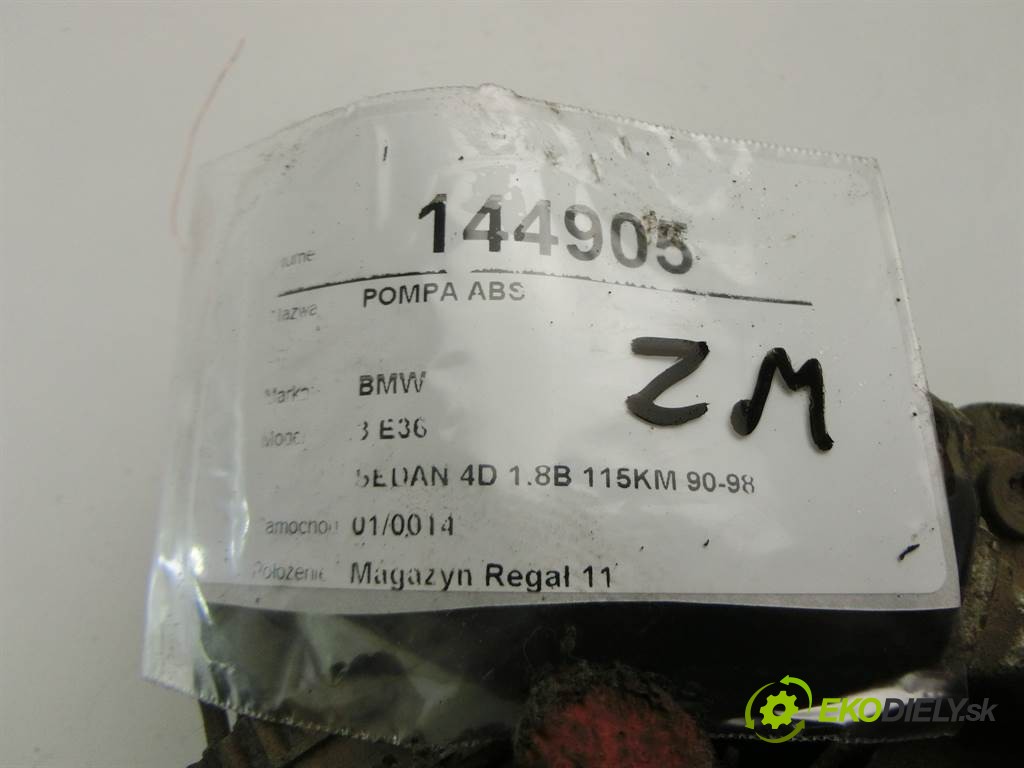 144905
POMPA ABS
BMW
3 E36
SEDAN 4D 1.8B 115KM 90-98
01/0014
Położenie Magazyn Regał 11
ZM
EKODIELY.sk